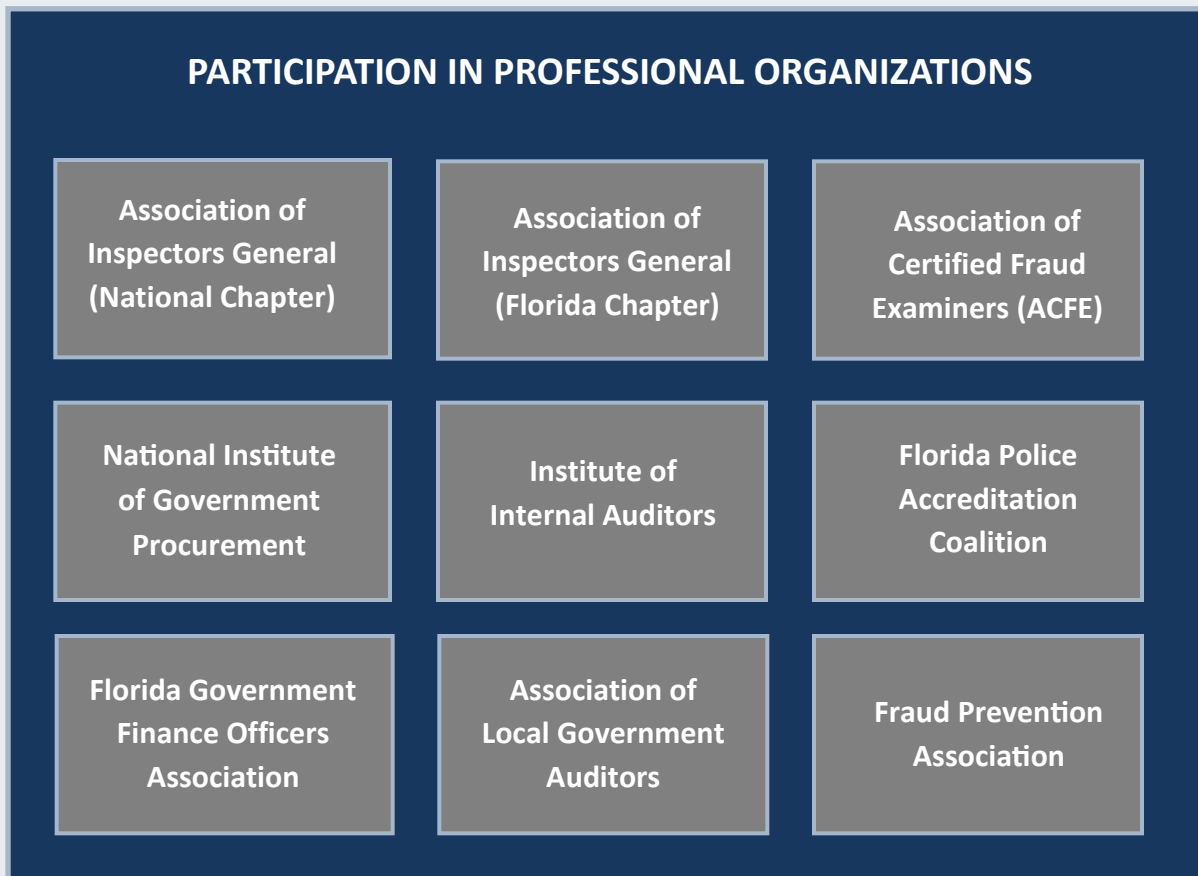 PARTICIPATION IN PROFESSIONAL ORGANIZATIONS
Association of
Inspectors General
(National Chapter)
Association of
Inspectors General
(Florida Chapter)
Association of
Certified Fraud
Examiners (ACFE)
National Institute
of Government
Procurement
Institute of
Internal Auditors
Florida Police
Accreditation
Coalition
Florida Government
Finance Officers
Association
Association of
Local Government
Auditors
Fraud Prevention
Association